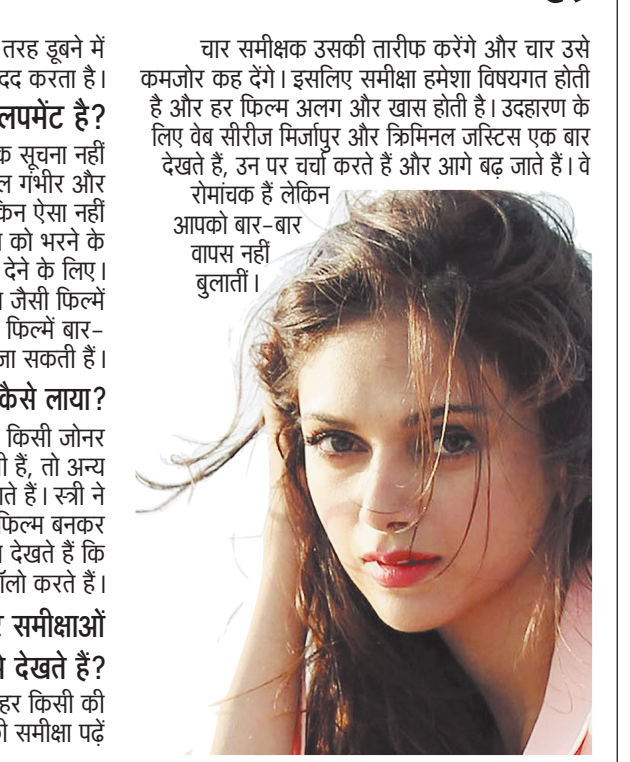 तरह डूबने में
दद करता है।
लपमेंट है?
क सूचना नहीं
ल गंभीर और
किन ऐसा नहीं
को भरने के
देने के लिए।
जैसी फिल्में
फिल्में बार-
जा सकती हैं।
कैसे लाया?
किसी जोनर
ी हैं, तो अन्य
ाते हैं। स्त्री ने
फिल्म बनकर
देखते हैं कि
ॉलो करते हैं।
समीक्षाओं
देखते हैं?
हर किसी की
ी समीक्षा पढ़ें
चार समीक्षक उसकी तारीफ करेंगे और चार उसे
कमजोर कह देंगे। इसलिए समीक्षा हमेशा विषयगत होती
है और हर फिल्म अलग और खास होती है। उदहारण के
लिए वेब सीरीज मिर्जापुर और क्रिमिनल जस्टिस एक बार
देखते हैं, उन पर चर्चा करते हैं और आगे बढ़ जाते हैं। वे
रोमांचक हैं लेकिन
आपको बार-बार
वापस नहीं
बुलातीं।